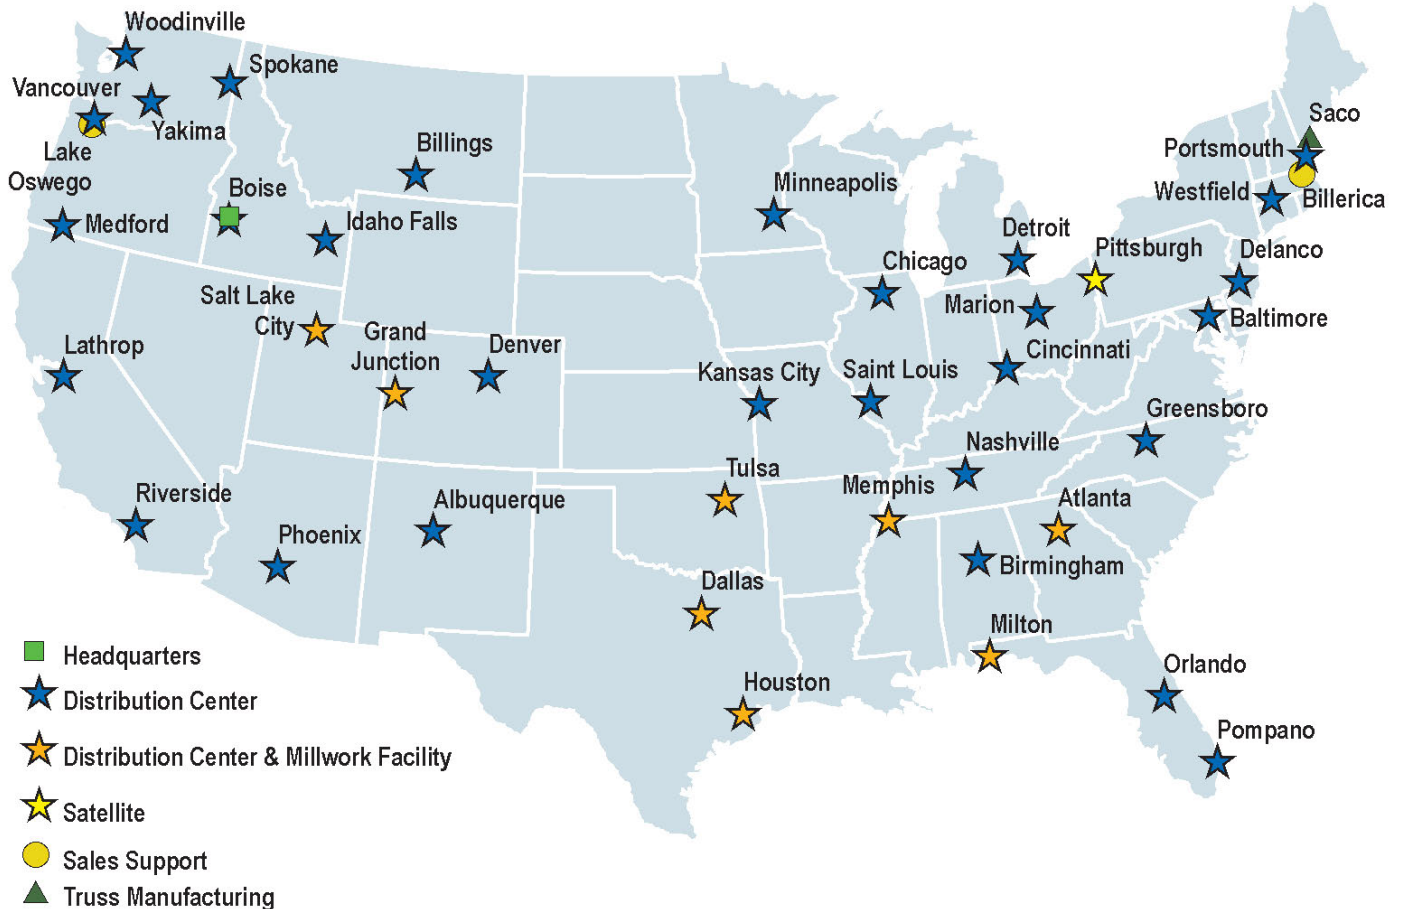 Woodinville
Spokane
Vancouver
Yakima
Lake
Oswego
Medford
Boise
Billings
Idaho Falls
Salt Lake
City
Grand
Junction
Denver
Lathrop
Riverside
Phoenix
Albuquerque
Minneapolis
Chicago
Detroit
Marion
Pittsburgh
Saco
Portsmouth
Westfield
Billerica
Delanco
Baltimore
Cincinnati
Kansas City
Saint Louis
Greensboro
Nashville
Tulsa
Memphis
Atlanta
Birmingham
Dallas
Milton
Houston
Orlando
Pompano
Headquarters
Distribution Center
Distribution Center & Millwork Facility
Satellite
Sales Support
Truss Manufacturing